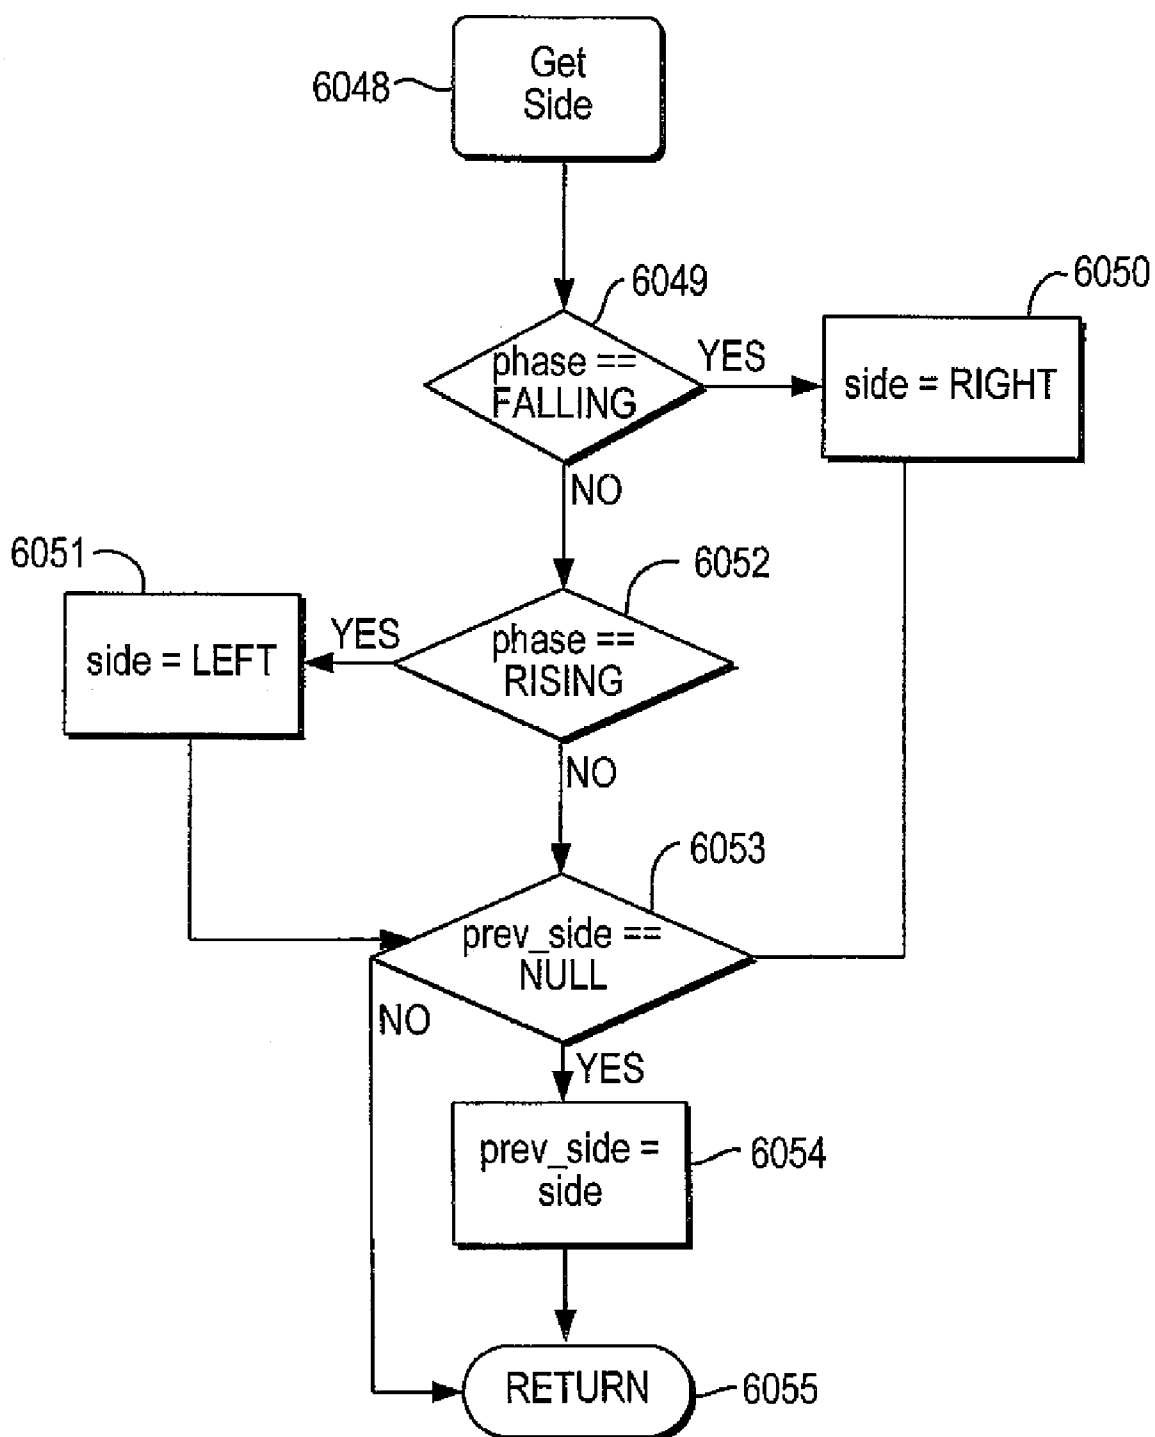 Get
Side
6048
6049
6050
phase ==
FALLING
YES
side = RIGHT
NO
6051
6052
side = LEFT
YES
phase ==
RISING
NO
6053
prev_side ==
NULL
NO
YES
prev_side =
side
6054
RETURN
6055